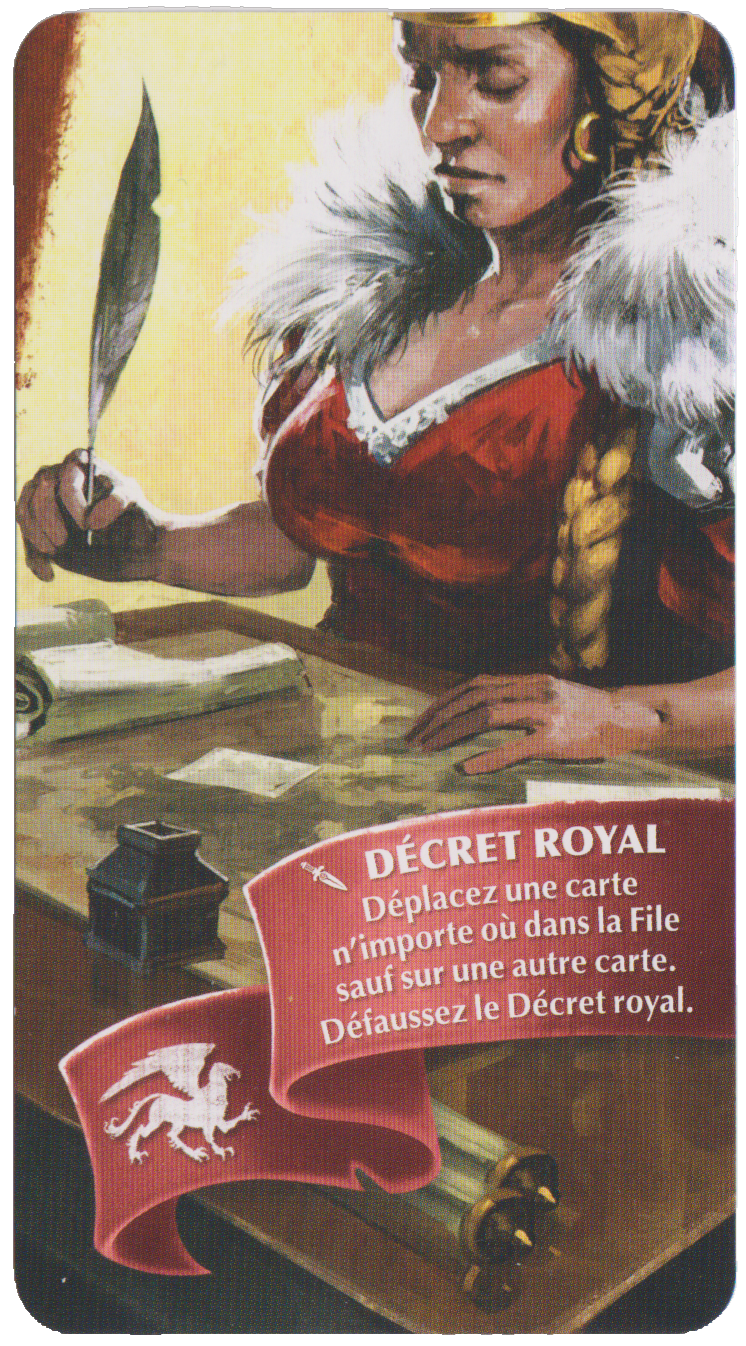 DÉCRET ROYAL
Déplacez une carte
n'importe où dans la File
sauf sur une autre carte.
Défaussez le Décret royal.